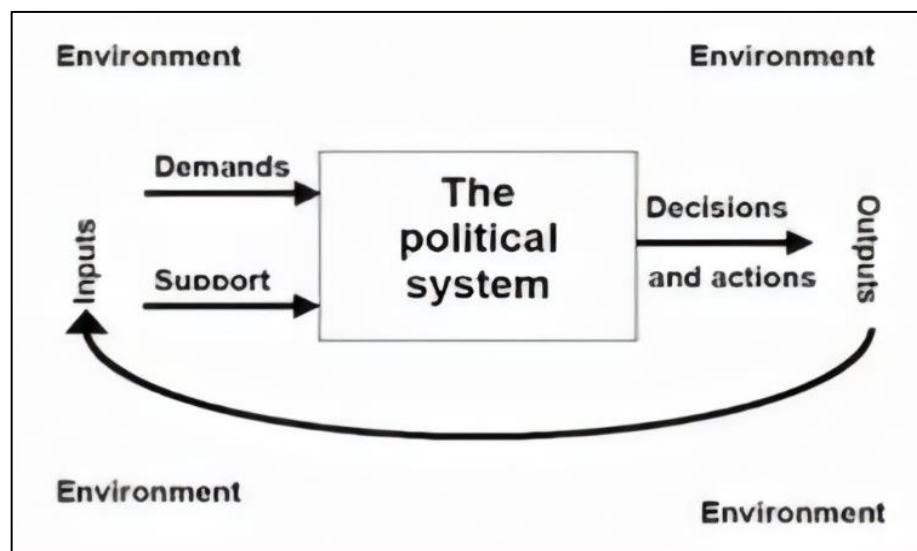 Environment
Environment
Demands
The
political
system
Decisions
and actions
Support
Inputs
Outputs
Environment
Environment